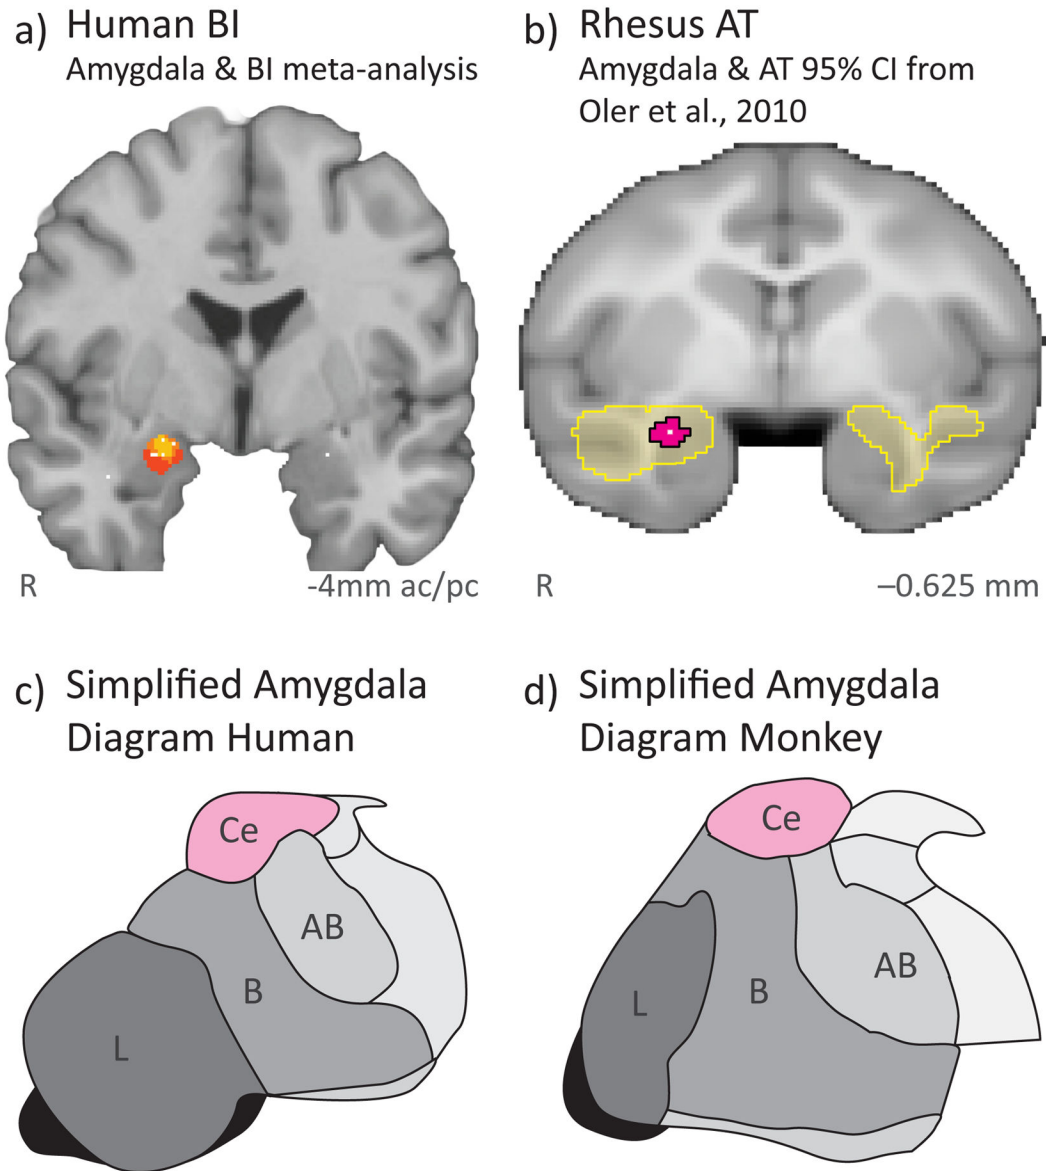 a) Human BI
Amygdala & BI meta-analysis
b) Rhesus AT
Amygdala & AT 95% CI from
Oler et al., 2010
R
-4mm ac/pc
R
–0.625 mm
c) Simplified Amygdala
Diagram Human
d) Simplified Amygdala
Diagram Monkey
Ce
AB
B
L
Ce
AB
B
L